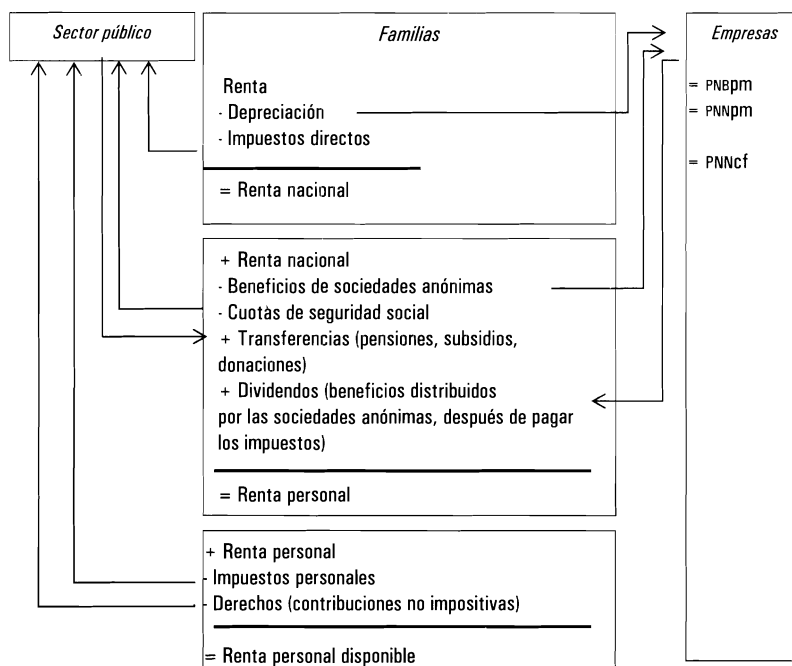 Sector público
Familias
Empresas
Renta
- Depreciación
- Impuestos directos
= Renta nacional
= PNBpm
= PNNpm
= PNNcf
+ Renta nacional
- Beneficios de sociedades anónimas
- Cuotàs de seguridad social
+ Transferencias (pensiones, subsidios,
donaciones)
+ Dividendos (beneficios distribuidos
por las sociedades anónimas, después de pagar
los impuestos)
= Renta personal
+ Renta personal
- Impuestos personales
- Derechos (contribuciones no impositivas)
= Renta personal disponible